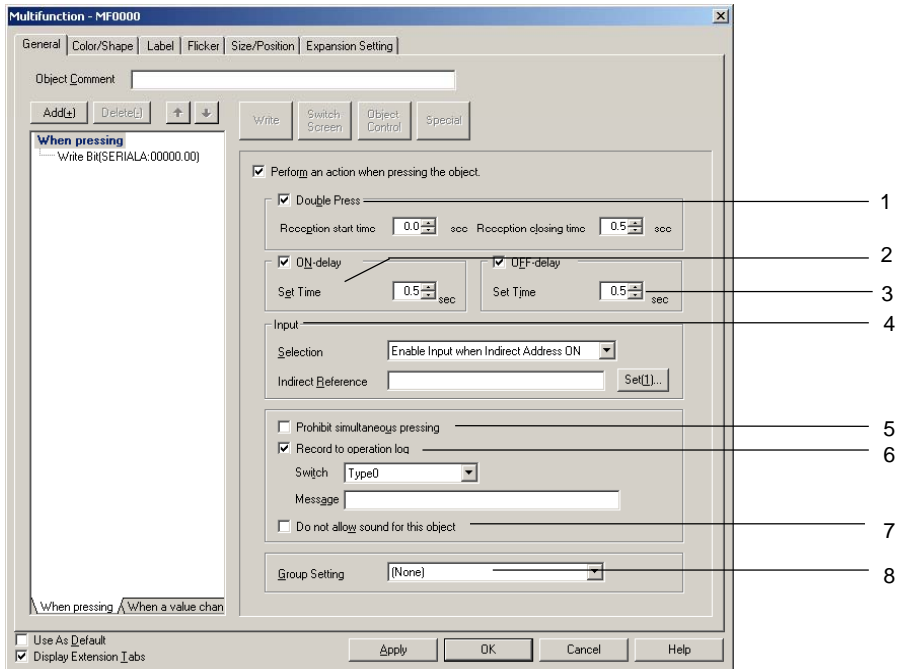 Multifunction - MF0000
General Color/Shape Label Flicker Size/Position Expansion Setting
Object Comment
Add(+) Delete(-) Write Switch Screen Object Control Special
When pressing
Write Bit(SERIALA:00000.00)
Perform an action when pressing the object.
Double Press 1
Reception start time 0.0 sec Reception closing time 0.5 sec
ON-delay OFF-delay 2
Set Time 0.5 sec Set Time 0.5 sec 3
Input 4
Selection Enable Input when Indirect Address ON
Indirect Reference Set(1)...
Prohibit simultaneous pressing 5
Record to operation log 6
Switch Type0
Message
Do not allow sound for this object 7
Group Setting (None) 8
When pressing When a value chan
Use As Default
Display Extension Tabs
Apply OK Cancel Help